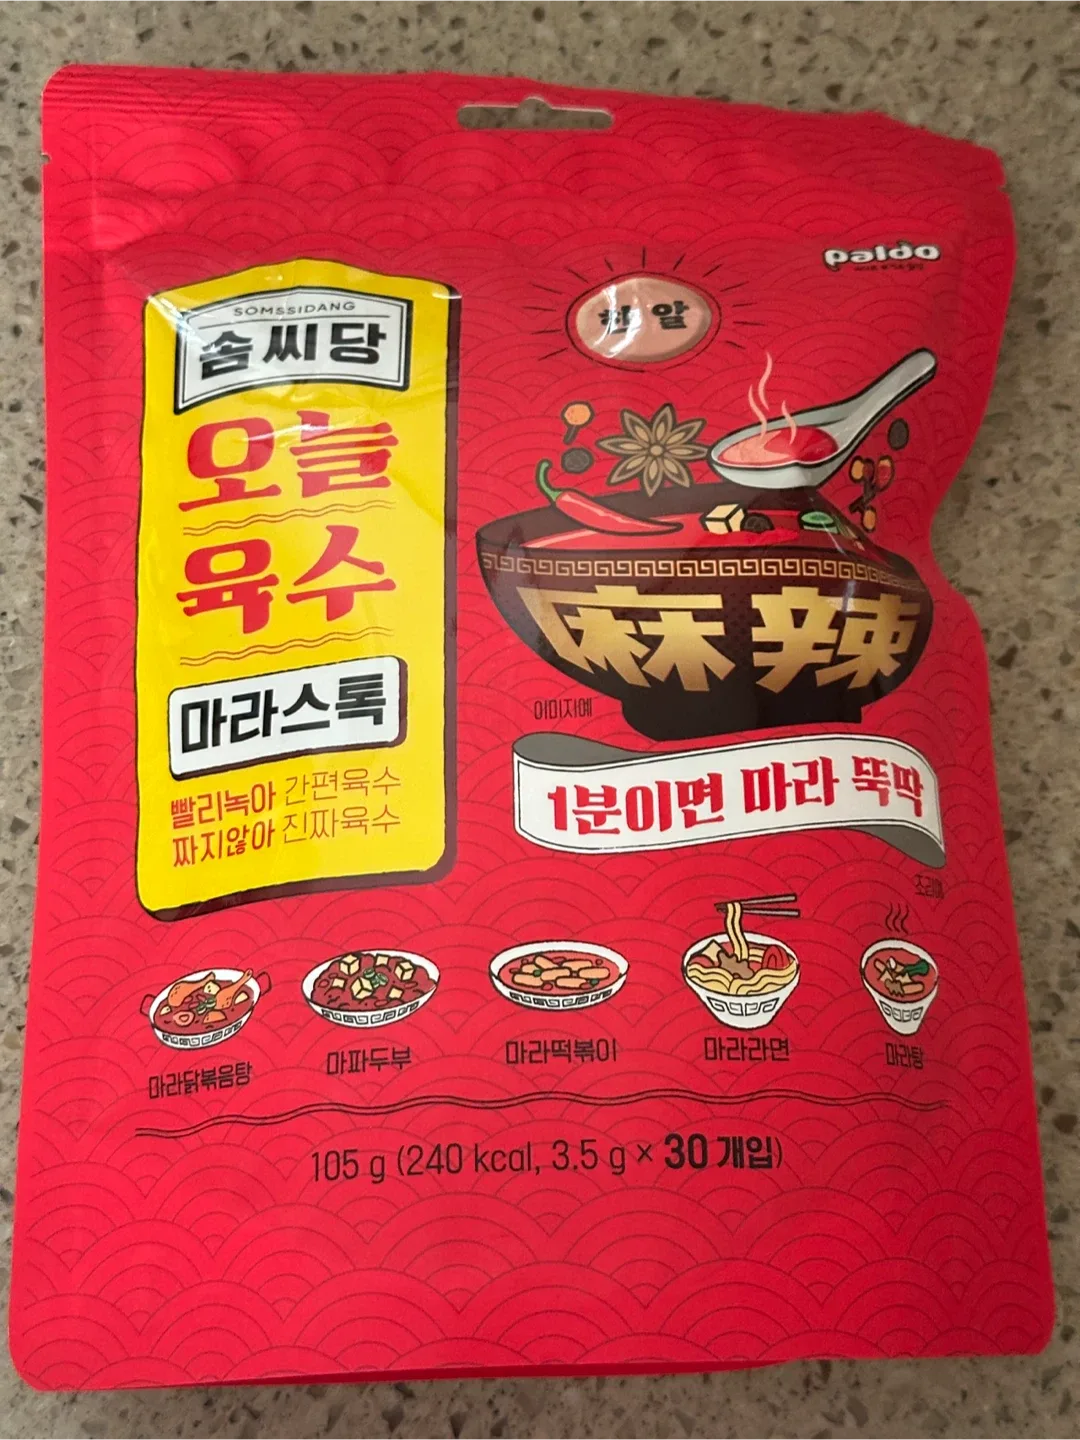 paldo
SOMSSIDANG
솜씨당
오늘
육수
마라스톡
빨리녹아 간편육수
짜지않아 진짜육수
한 알
麻辣
이미지예
1분이면 마라 뚝딱
조리예
마라닭볶음탕
마파두부
마라떡볶이
마라라면
마라탕
105 g (240 kcal, 3.5 g × 30 개입)